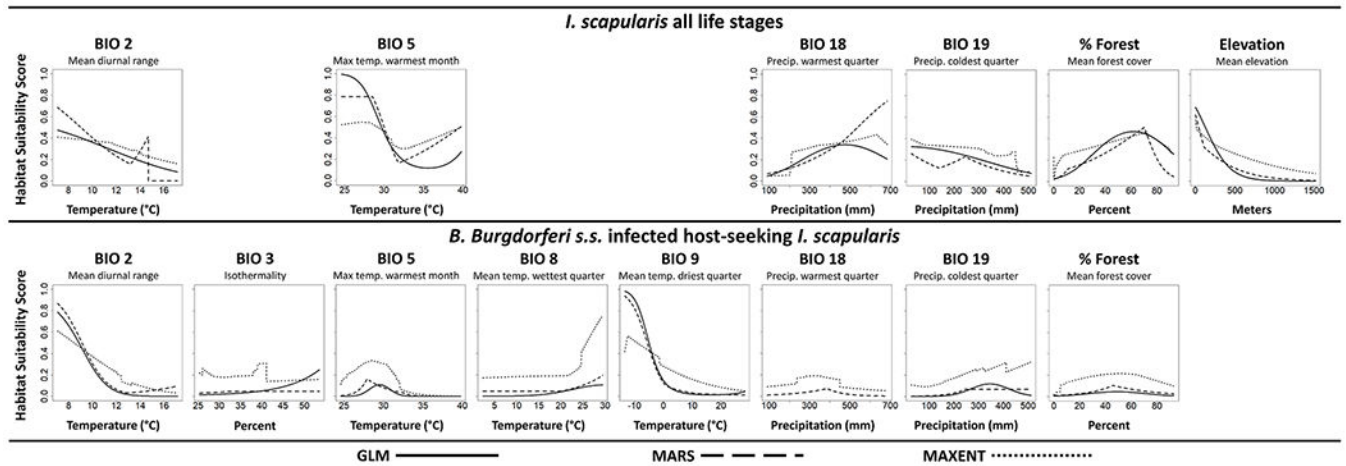 I. scapularis all life stages
BIO 2 BIO 5 BIO 18 BIO 19 % Forest Elevation
Mean diurnal range Max temp. warmest month Precip. warmest quarter Precip. coldest quarter Mean forest cover Mean elevation
Habitat Suitability Score
0.0 0.2 0.4 0.6 0.8 1.0
8 10 12 14 16 25 30 35 40 100 300 500 700 0 100 300 500 0 20 40 60 80 0 500 1000 1500
Temperature (°C) Temperature (°C) Precipitation (mm) Precipitation (mm) Percent Meters
B. Burgdorferi s.s. infected host-seeking I. scapularis
BIO 2 BIO 3 BIO 5 BIO 8 BIO 9 BIO 18 BIO 19 % Forest
Mean diurnal range Isothermality Max temp. warmest month Mean temp. wettest quarter Mean temp. driest quarter Precip. warmest quarter Precip. coldest quarter Mean forest cover
Habitat Suitability Score
0.0 0.2 0.4 0.6 0.8 1.0
8 10 12 14 16 25 30 35 40 45 50 25 30 35 40 5 10 15 20 25 30 -10 0 10 20 100 300 500 700 0 100 300 500 0 20 40 60 80
Temperature (°C) Percent Temperature (°C) Temperature (°C) Temperature (°C) Precipitation (mm) Precipitation (mm) Percent
GLM MARS MAXENT